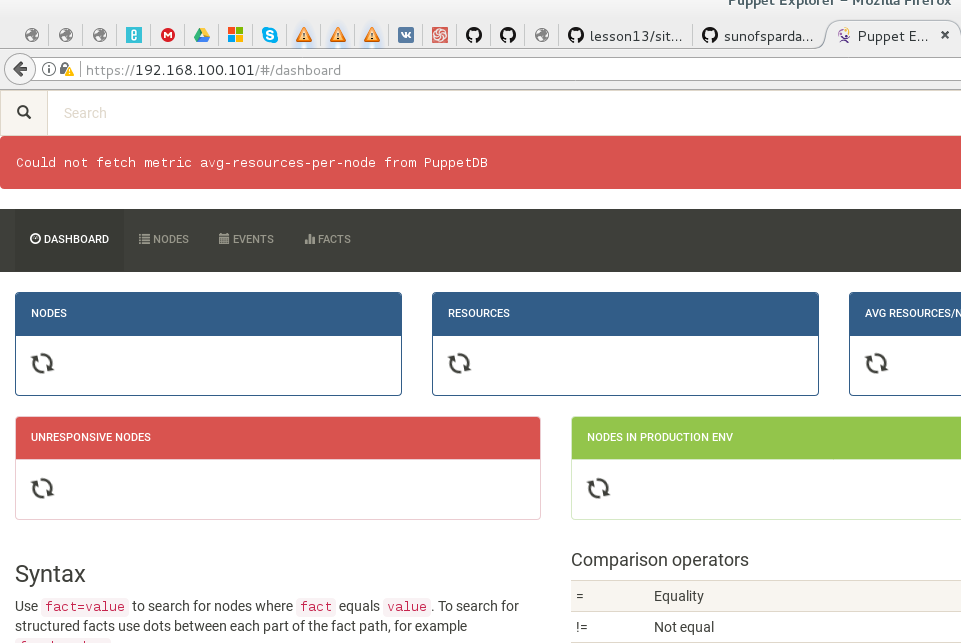 Puppet Explorer - Mozilla Firefox
lesson13/sit... sunofsparda... Puppet E...
https://192.168.100.101/#/dashboard
Search
Could not fetch metric avg-resources-per-node from PuppetDB
DASHBOARD NODES EVENTS FACTS
NODES RESOURCES AVG RESOURCES/N
UNRESPONSIVE NODES NODES IN PRODUCTION ENV
Syntax
Comparison operators
= Equality
Use fact=value to search for nodes where fact equals value. To search for
structured facts use dots between each part of the fact path, for example
!= Not equal